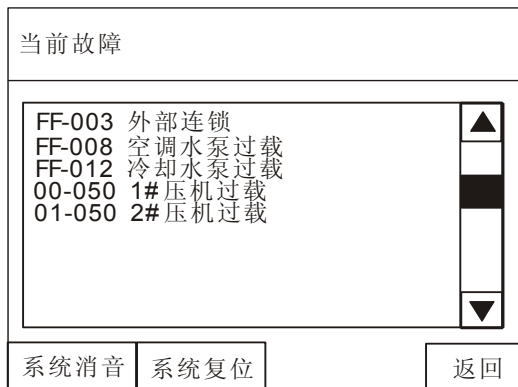 当前故障
FF-003 外部连锁
FF-008 空调水泵过载
FF-012 冷却水泵过载
00-050 1#压机过载
01-050 2#压机过载
系统消音 系统复位 返回